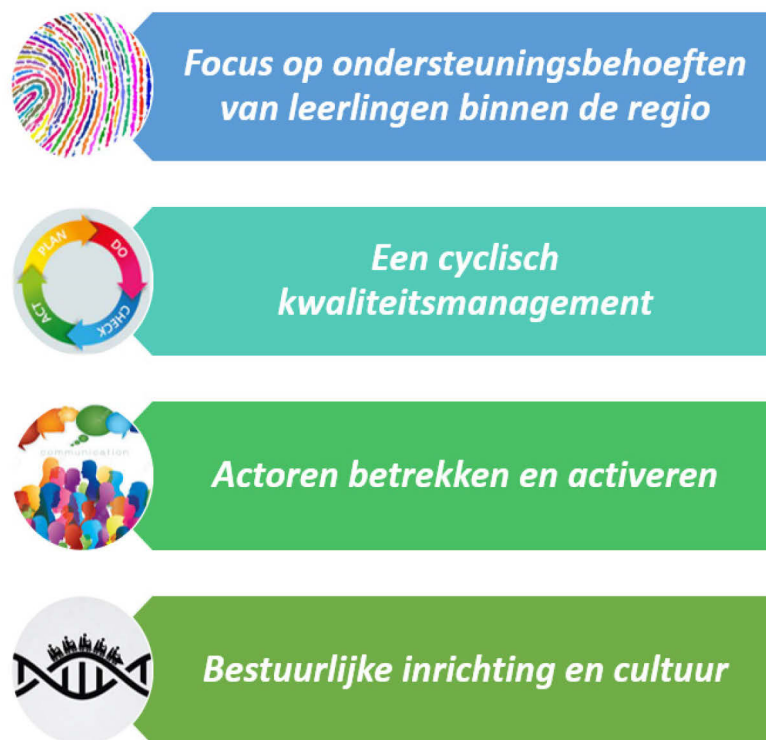 Focus op ondersteuningsbehoeften
van leerlingen binnen de regio
PLAN
DO
CHECK
ACT
Een cyclisch
kwaliteitsmanagement
communication
Actoren betrekken en activeren
Bestuurlijke inrichting en cultuur